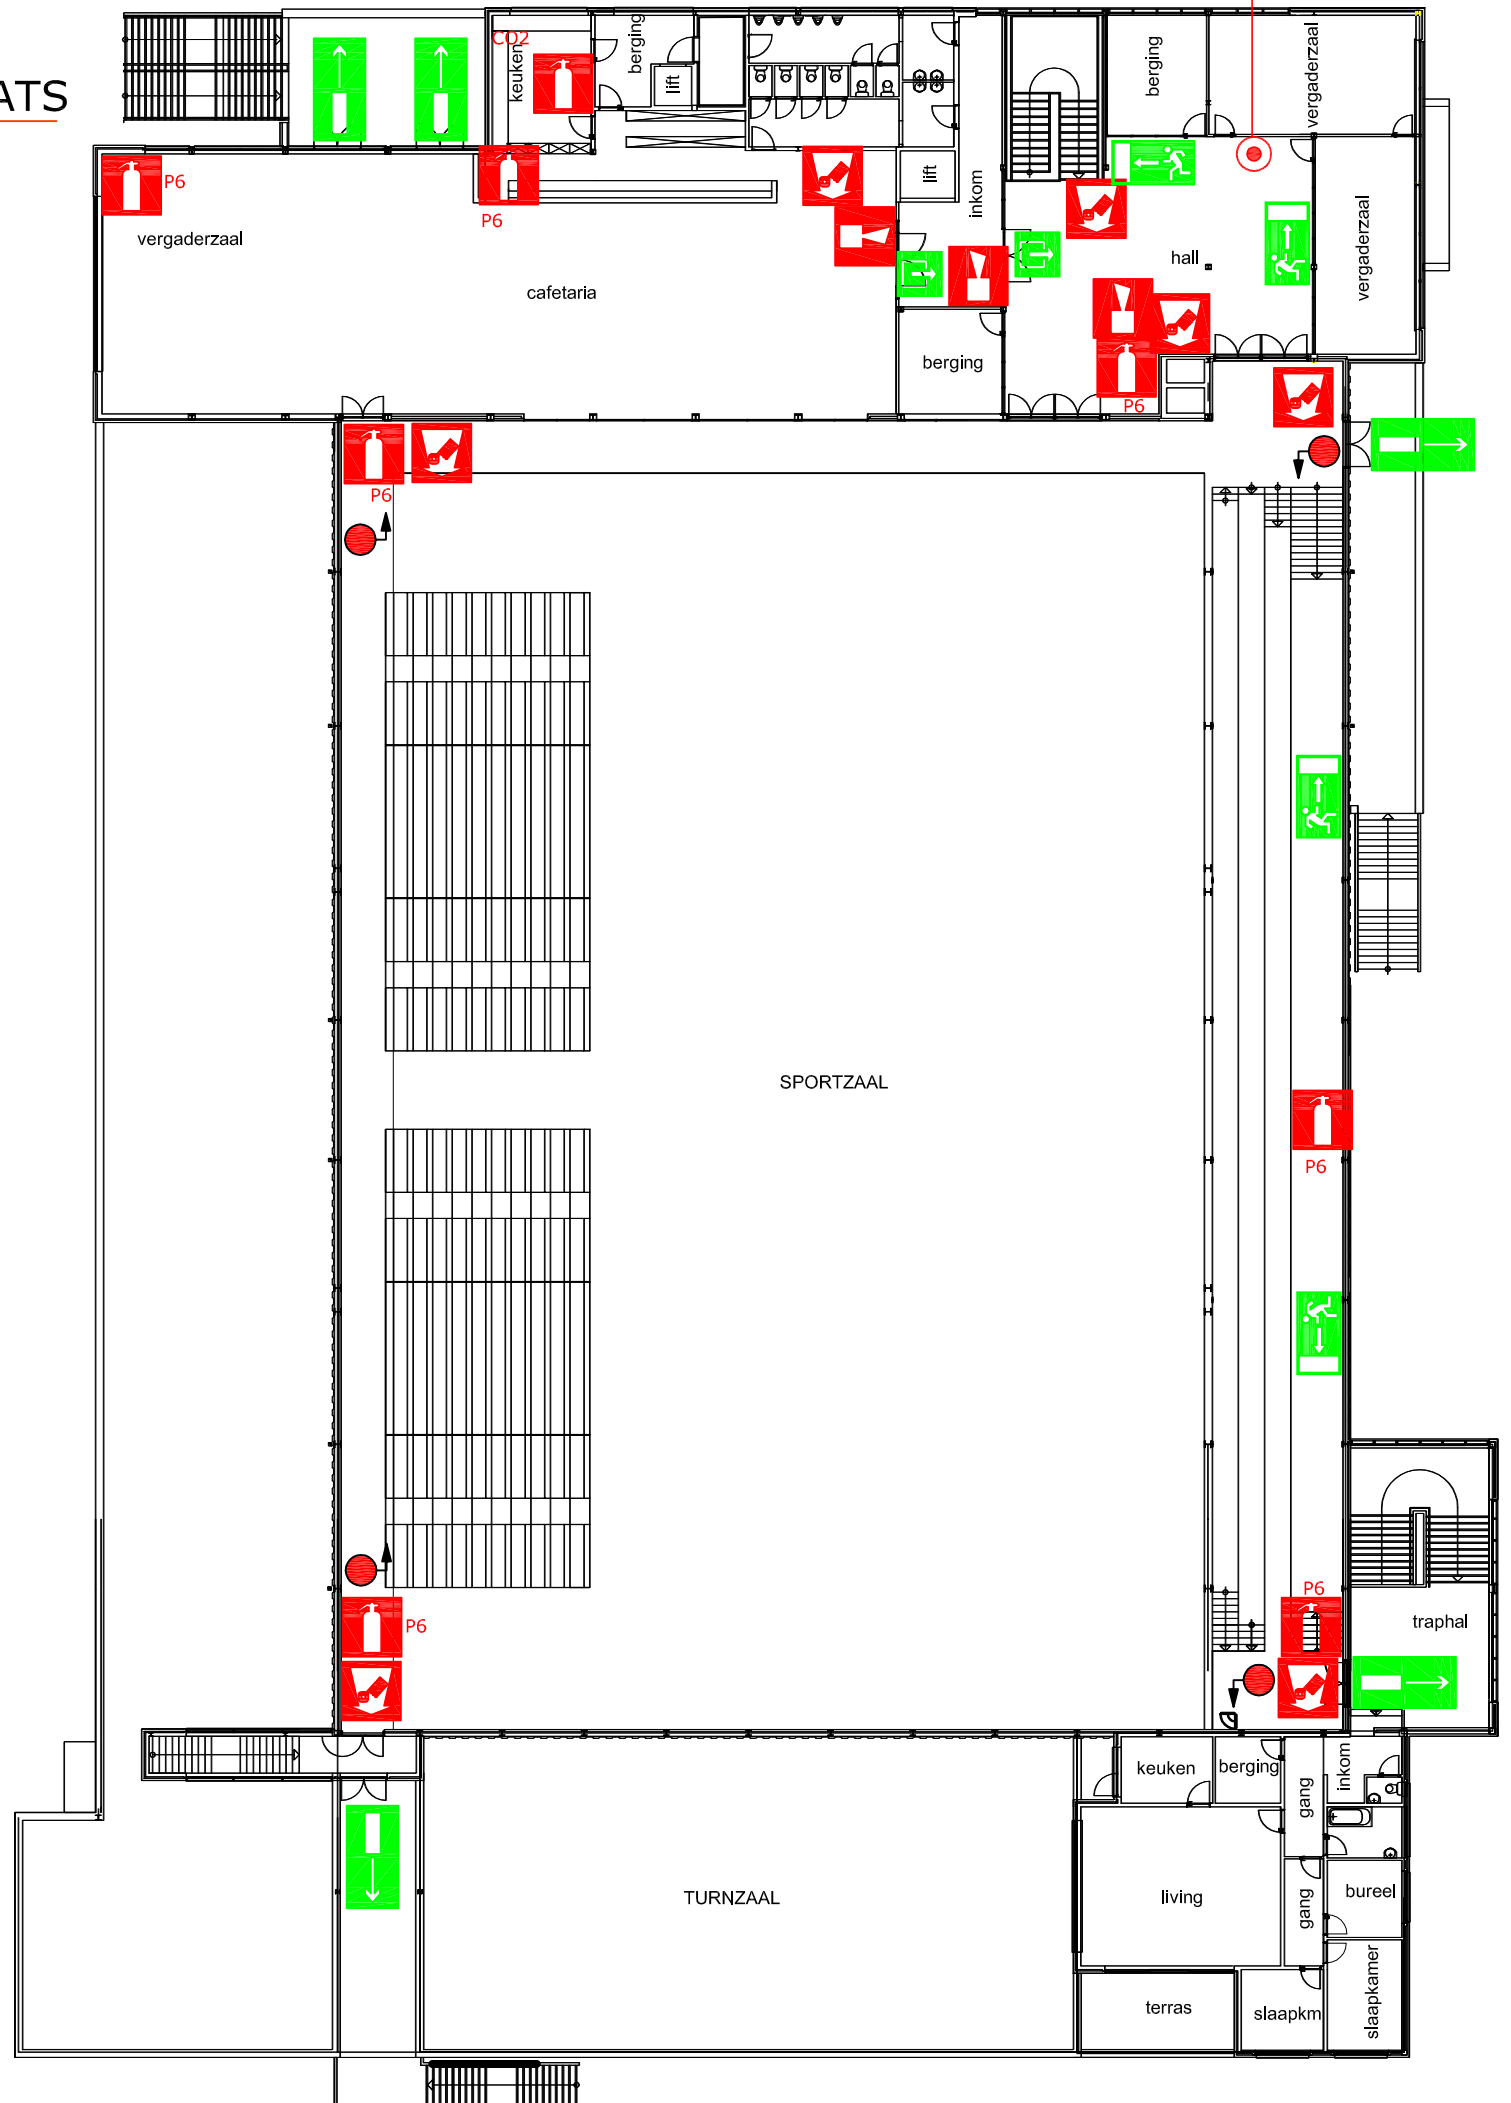 ATS
CO2
keuken
berging
lift
berging
vergaderzaal
P6
P6
vergaderzaal
cafetaria
lift
inkom
hall
vergaderzaal
berging
P6
P6
SPORTZAAL
P6
P6
P6
traphal
keuken
berging
gang
inkom
living
gang
bureel
TURNZAAL
terras
slaapkm
slaapkamer